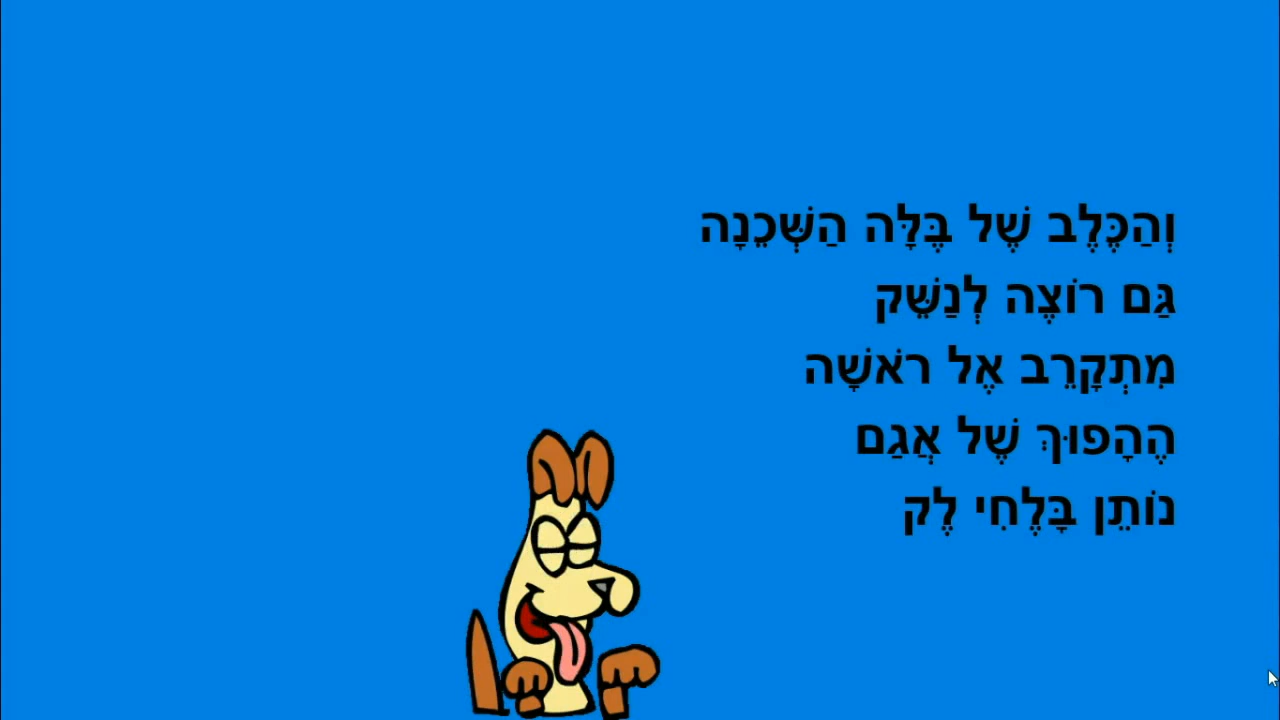 וְהַכֶּלֶב שֶׁל בֶּלָּה הַשְּׁכֵנָה
גַּם רוֹצֶה לְנַשֵּׁק
מִתְקָרֵב אֶל רֹאשָׁהּ
הֶהָפוּךְ שֶׁל אֲגַם
נוֹתֵן בָּלֶחִי לֶק